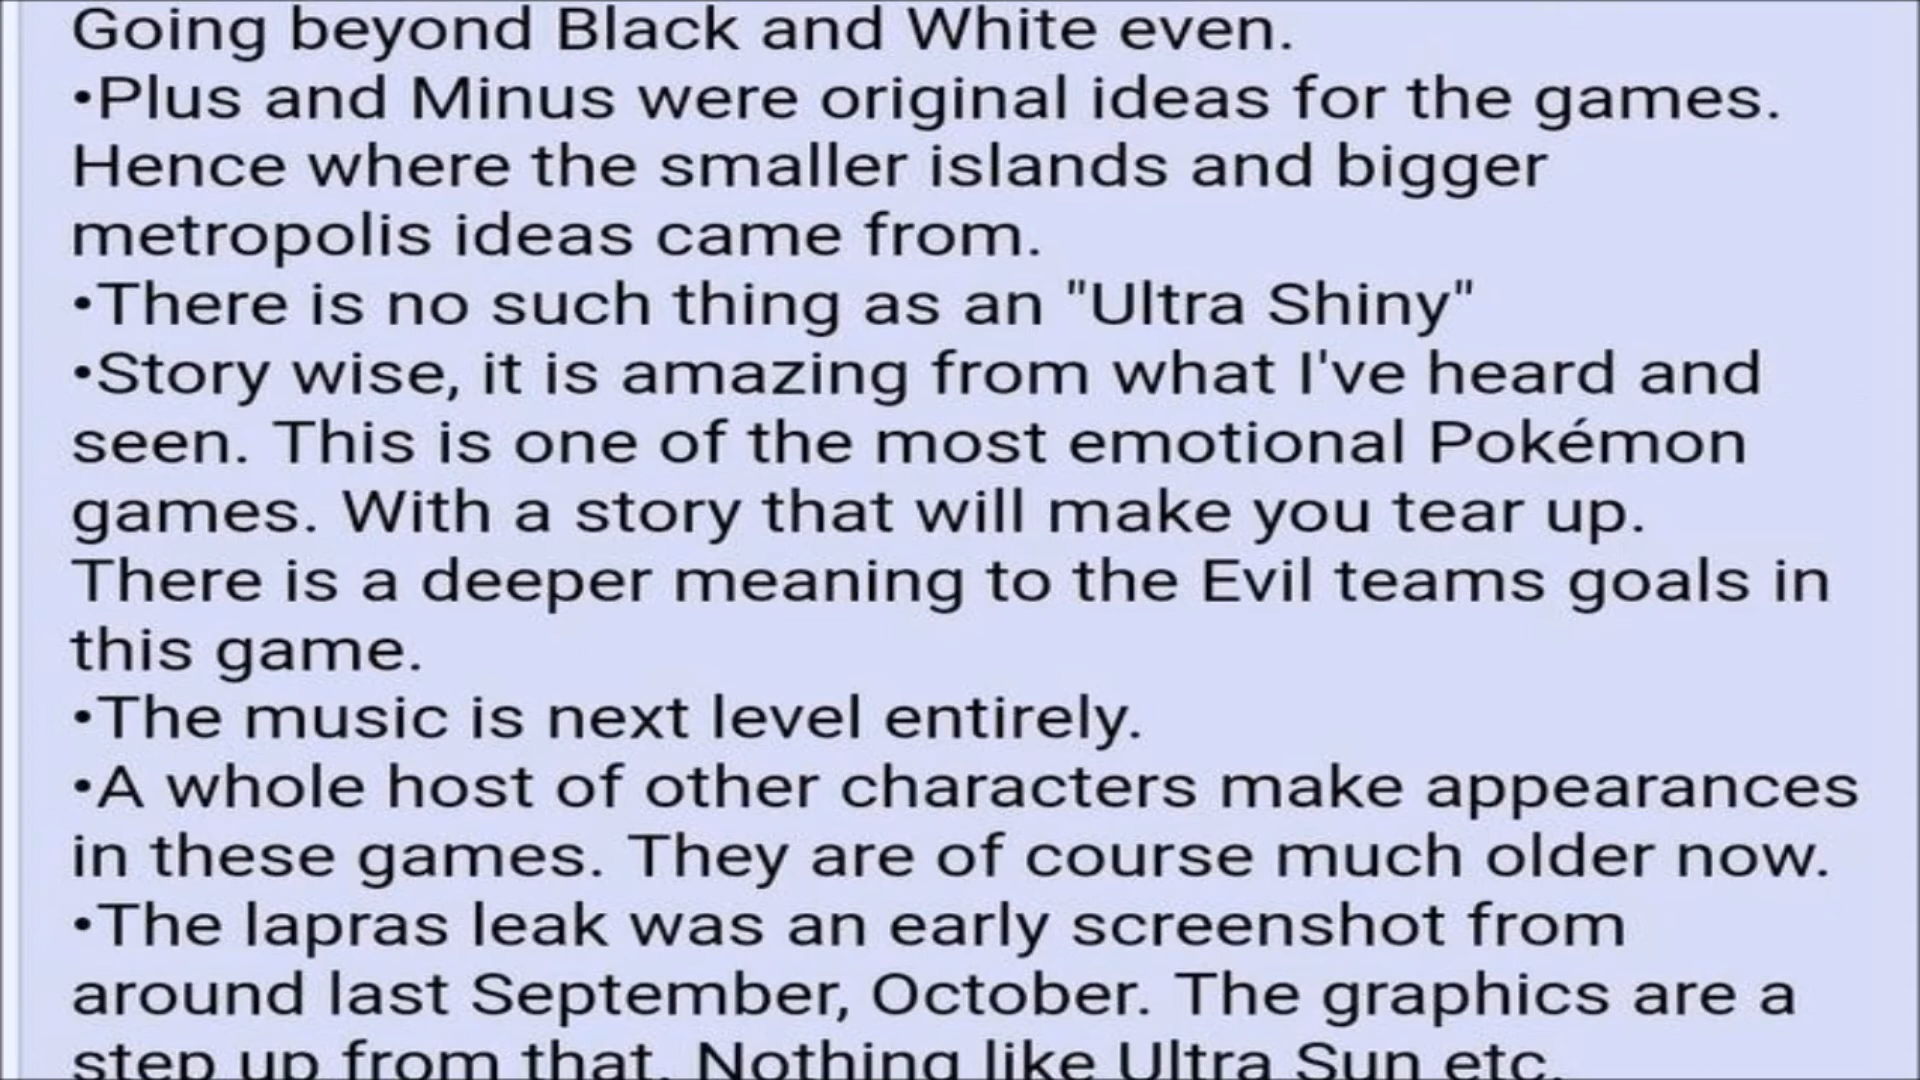 Going beyond Black and White even.
•Plus and Minus were original ideas for the games.
Hence where the smaller islands and bigger
metropolis ideas came from.
•There is no such thing as an "Ultra Shiny"
•Story wise, it is amazing from what I've heard and
seen. This is one of the most emotional Pokémon
games. With a story that will make you tear up.
There is a deeper meaning to the Evil teams goals in
this game.
•The music is next level entirely.
•A whole host of other characters make appearances
in these games. They are of course much older now.
•The lapras leak was an early screenshot from
around last September, October. The graphics are a
step up from that. Nothing like Ultra Sun etc.